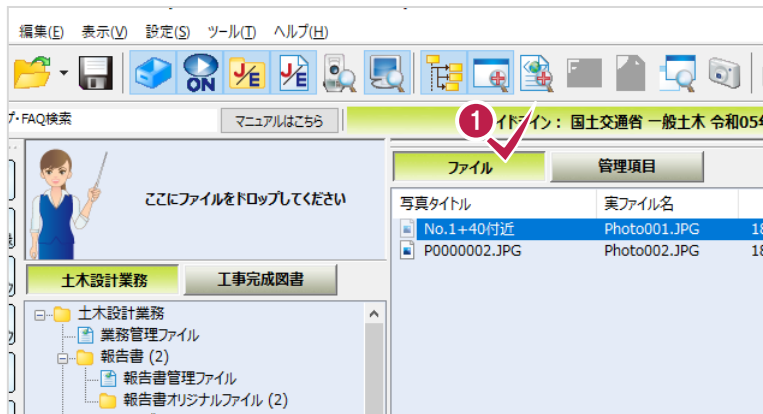 編集(E) 表示(V) 設定(S) ツール(T) ヘルプ(H)
ON J/E J/E
FAQ検索 マニュアルはこちら 国土交通省 一般土木 令和05年
1
ファイル 管理項目
ここにファイルをドロップしてください
写真タイトル 実ファイル名
No.1+40付近 Photo001.JPG 18
P0000002.JPG Photo002.JPG 18
土木設計業務 工事完成図書
土木設計業務
業務管理ファイル
報告書 (2)
報告書管理ファイル
報告書オリジナルファイル (2)